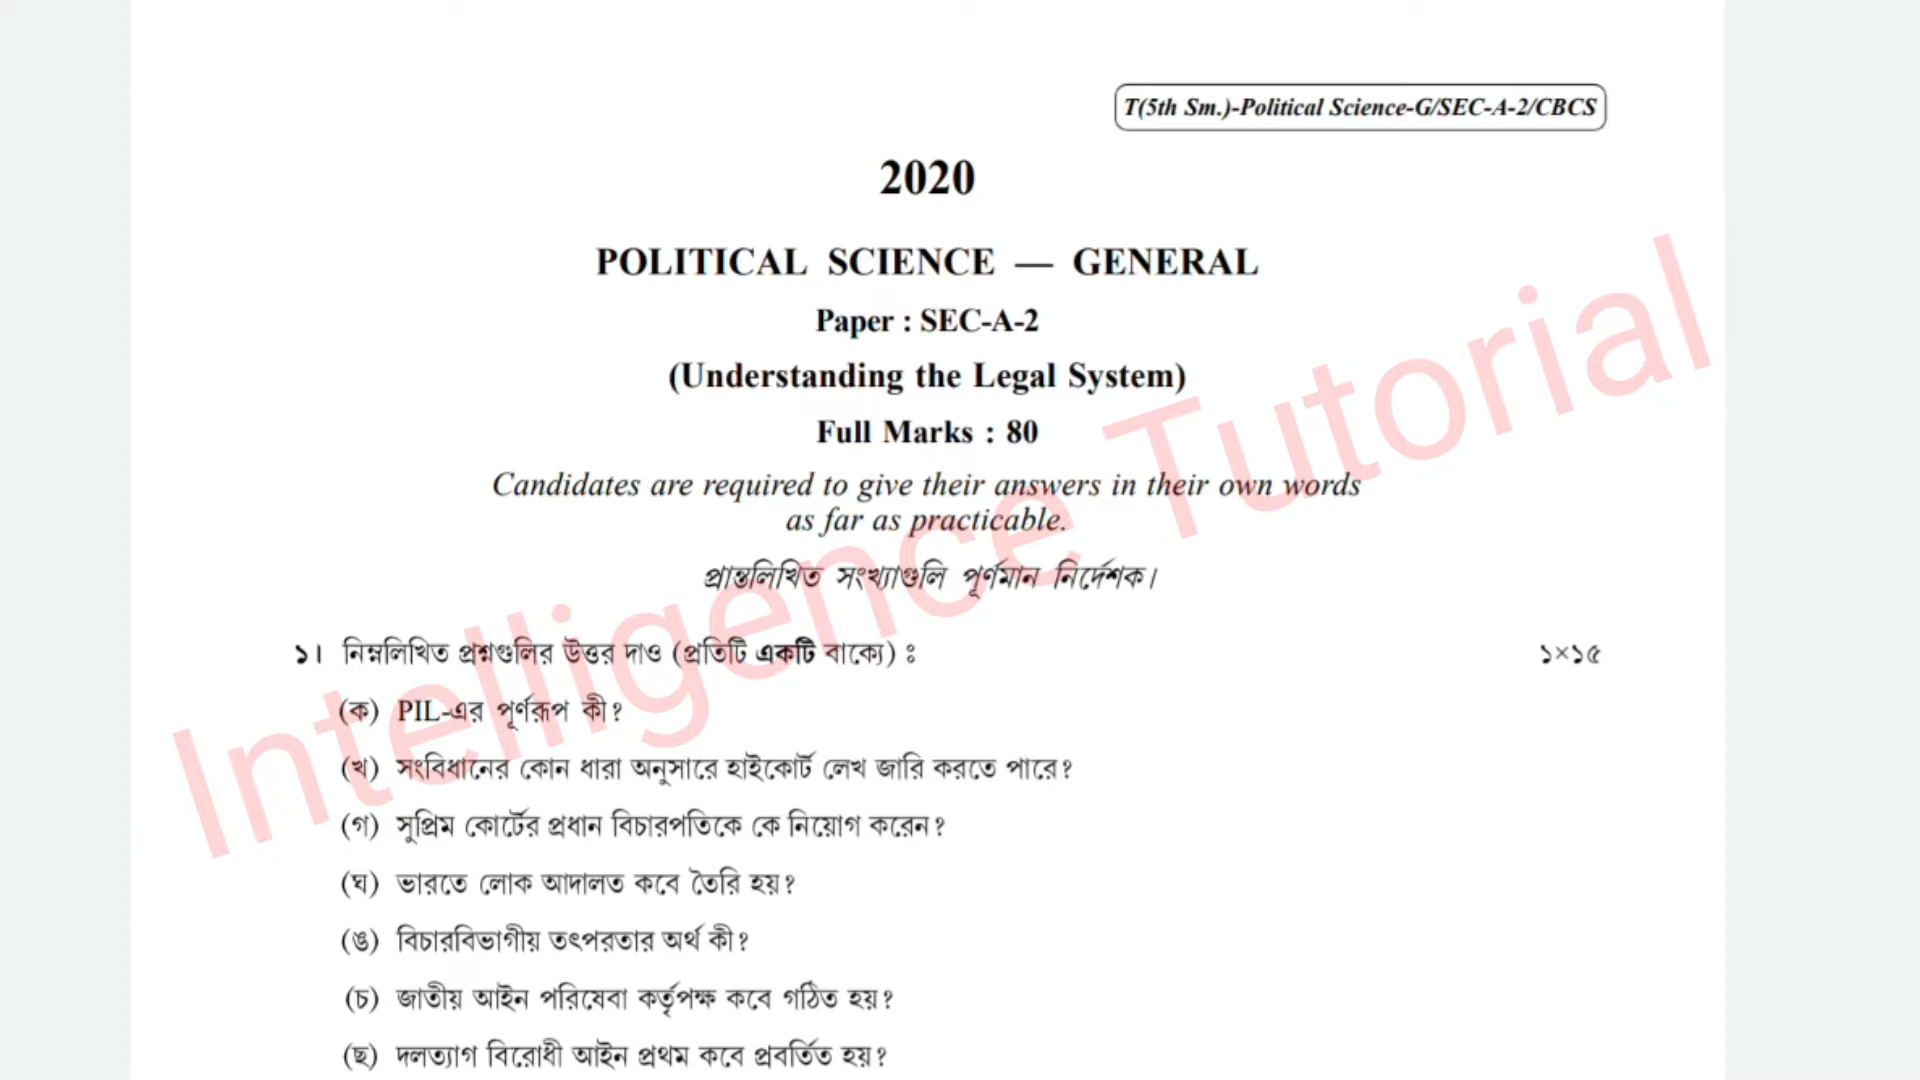 T(5th Sm.)-Political Science-G/SEC-A-2/CBCS
2020
POLITICAL SCIENCE — GENERAL
Paper : SEC-A-2
(Understanding the Legal System)
Full Marks : 80
Candidates are required to give their answers in their own words
as far as practicable.
প্রান্তলিখিত সংখ্যাগুলি পূর্ণমান নির্দেশক।
১। নিম্নলিখিত প্রশ্নগুলির উত্তর দাও (প্রতিটি একটি বাক্যে) ঃ ১×১৫
(ক) PIL-এর পূর্ণরূপ কী?
(খ) সংবিধানের কোন ধারা অনুসারে হাইকোর্ট লেখ জারি করতে পারে?
(গ) সুপ্রিম কোর্টের প্রধান বিচারপতিকে কে নিয়োগ করেন?
(ঘ) ভারতে লোক আদালত কবে তৈরি হয়?
(ঙ) বিচারবিভাগীয় তৎপরতার অর্থ কী?
(চ) জাতীয় আইন পরিষেবা কর্তৃপক্ষ কবে গঠিত হয়?
(ছ) দলত্যাগ বিরোধী আইন প্রথম কবে প্রবর্তিত হয়?
Intelligence Tutorial